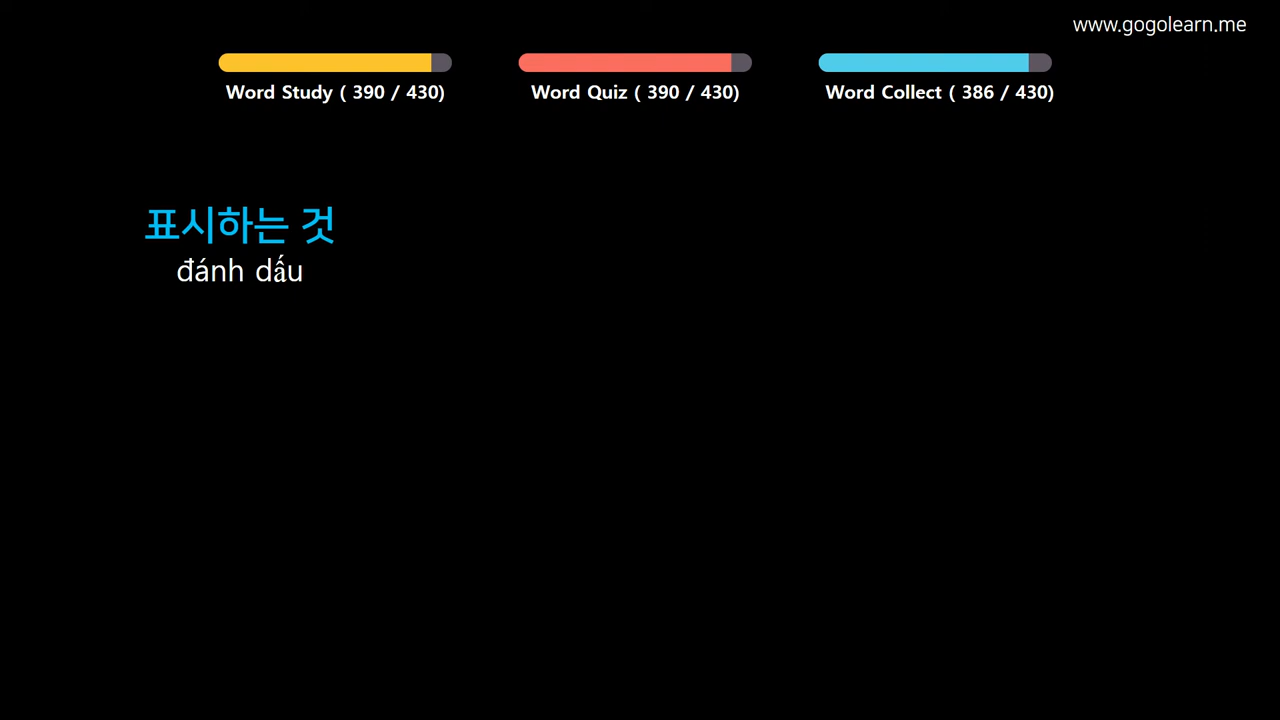 www.gogolearn.me
Word Study ( 390 / 430)
Word Quiz ( 390 / 430)
Word Collect ( 386 / 430)
표시하는 것
đánh dấu